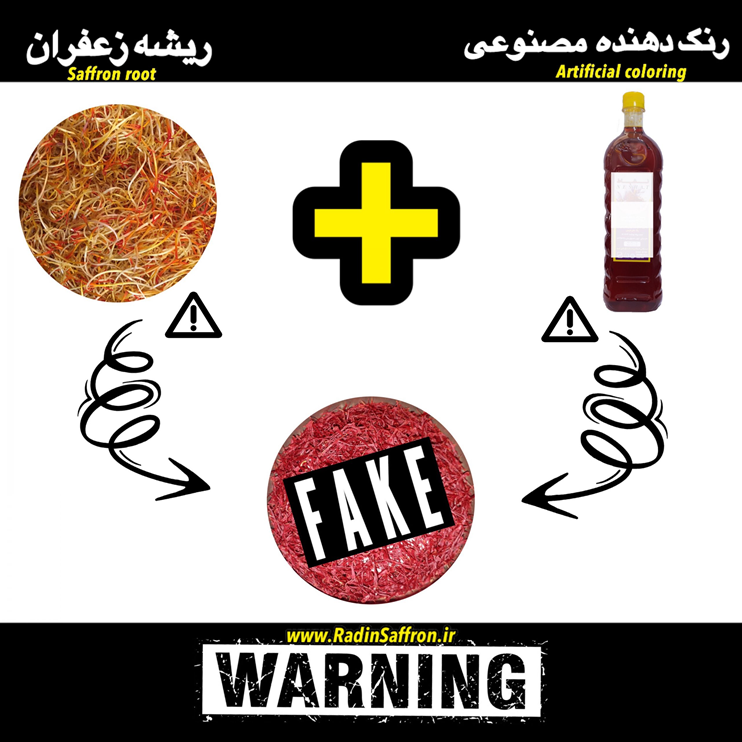 ریشه زعفران
Saffron root
رنگ‌دهنده مصنوعی
Artificial coloring
FAKE
www.RadinSaffron.ir
WARNING